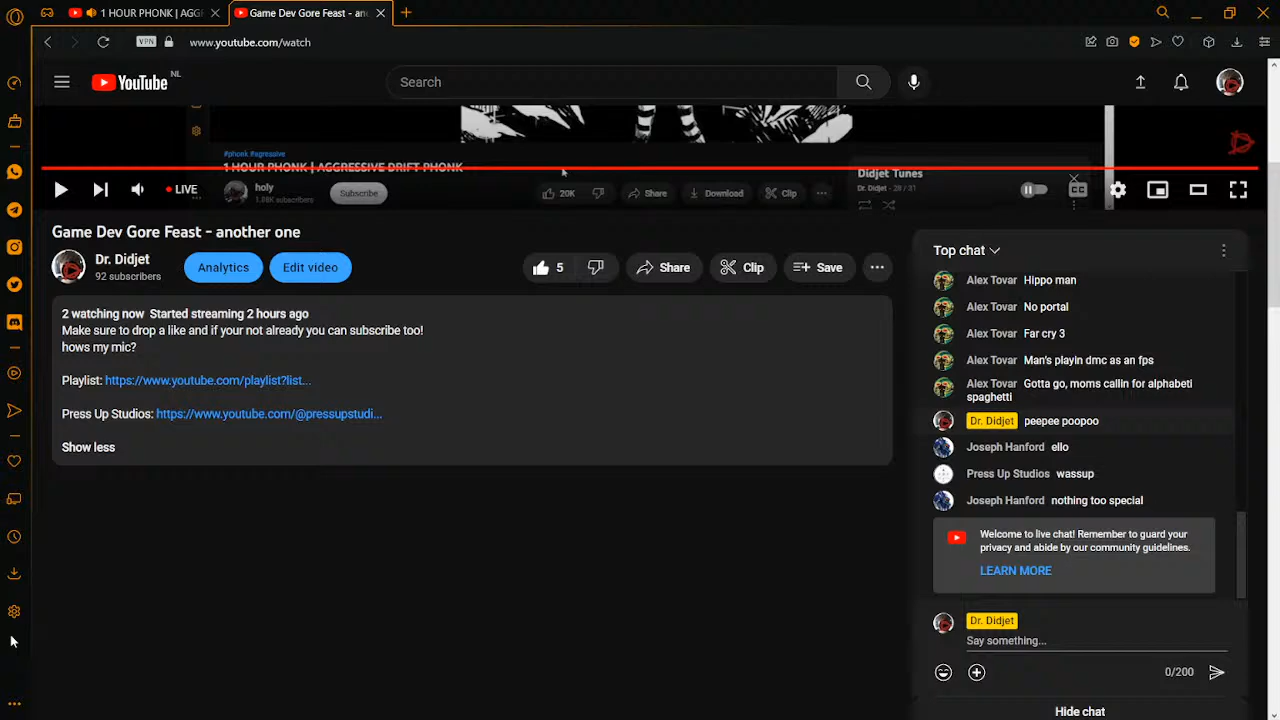 1 HOUR PHONK | AGG
Game Dev Gore Feast - an
VPN
www.youtube.com/watch
YouTube NL
Search
#phonk #agressive
1 HOUR PHONK | AGGRESSIVE DRIFT PHONK
holy
1.08K subscribers
Subscribe
20K
Share
Download
Clip
Didjet Tunes
Dr. Didjet - 28 / 31
LIVE
CC
Game Dev Gore Feast - another one
Dr. Didjet
92 subscribers
Analytics
Edit video
5
Share
Clip
Save
2 watching now Started streaming 2 hours ago
Make sure to drop a like and if your not already you can subscribe too!
hows my mic?
Playlist: https://www.youtube.com/playlist?list...
Press Up Studios: https://www.youtube.com/@pressupstudi...
Show less
Top chat
Alex Tovar Hippo man
Alex Tovar No portal
Alex Tovar Far cry 3
Alex Tovar Man's playin dmc as an fps
Alex Tovar Gotta go, moms callin for alphabeti
spaghetti
Dr. Didjet peepee poopoo
Joseph Hanford ello
Press Up Studios wassup
Joseph Hanford nothing too special
Welcome to live chat! Remember to guard your
privacy and abide by our community guidelines.
LEARN MORE
Dr. Didjet
Say something...
0/200
Hide chat